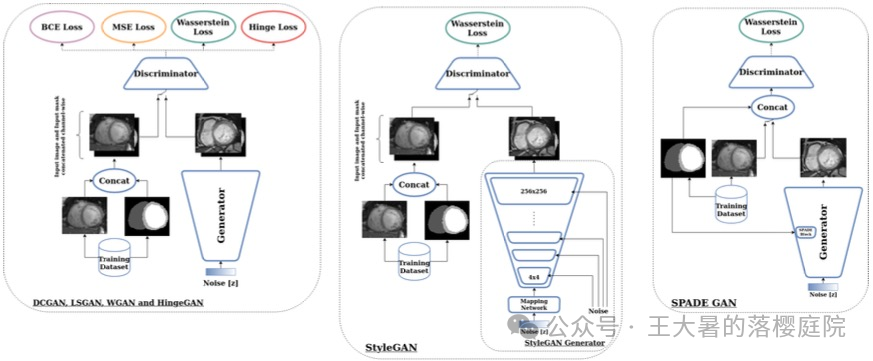 BCE Loss
MSE Loss
Wasserstein
Loss
Hinge Loss
Discriminator
Input image and Input mask
concatenated channel-wise
Concat
Training
Dataset
Generator
Noise [z]
DCGAN, LSGAN, WGAN and HingeGAN
Wasserstein
Loss
Discriminator
Input image and Input mask
concatenated channel-wise
Concat
Training
Dataset
256x256
4x4
Mapping
Network
Noise [z]
Noise
StyleGAN Generator
StyleGAN
Wasserstein
Loss
Discriminator
Concat
Training
Dataset
SPADE
Block
Generator
Noise [z]
SPADE GAN
公众号 · 王大暑的落樱庭院